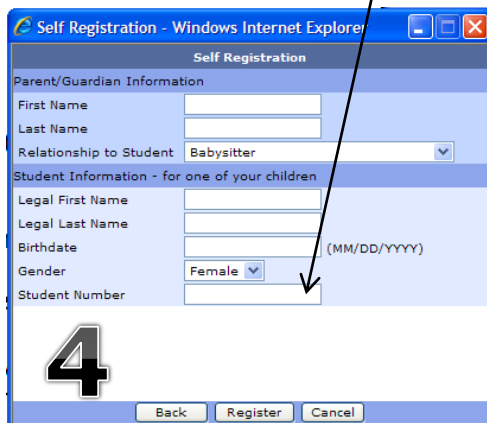 Self Registration - Windows Internet Explorer
Self Registration
Parent/Guardian Information
First Name
Last Name
Relationship to Student Babysitter
Student Information - for one of your children
Legal First Name
Legal Last Name
Birthdate (MM/DD/YYYY)
Gender Female
Student Number
4
Back Register Cancel